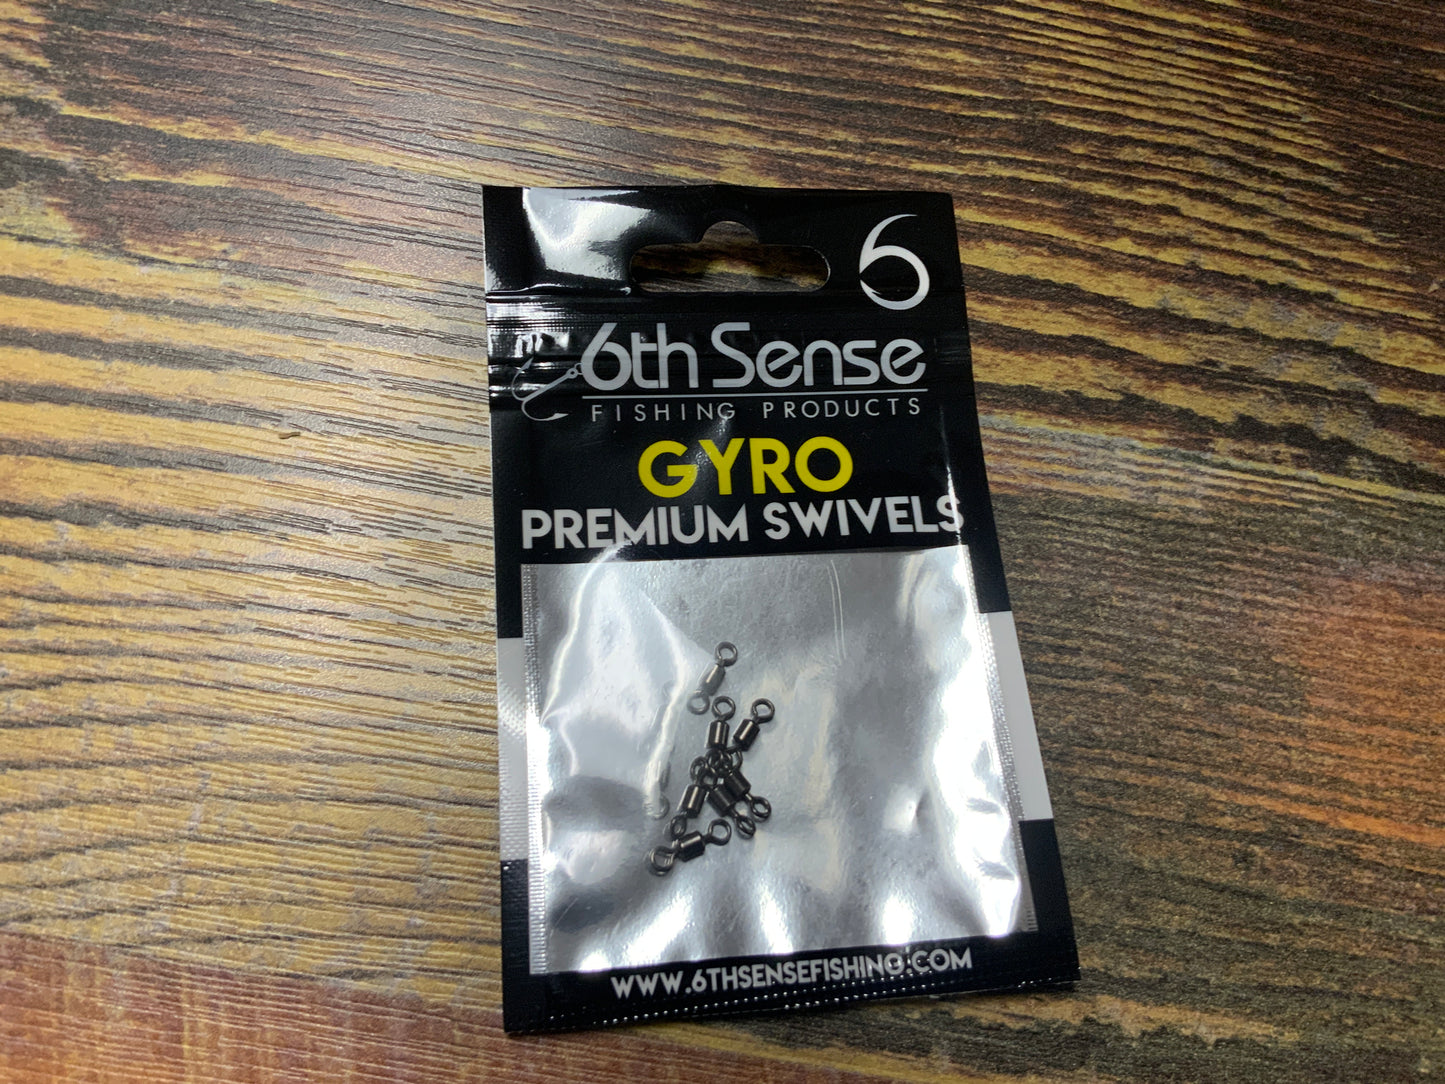 6
6th Sense
FISHING PRODUCTS
GYRO
PREMIUM SWIVELS
WWW.6THSENSEFISHING.COM